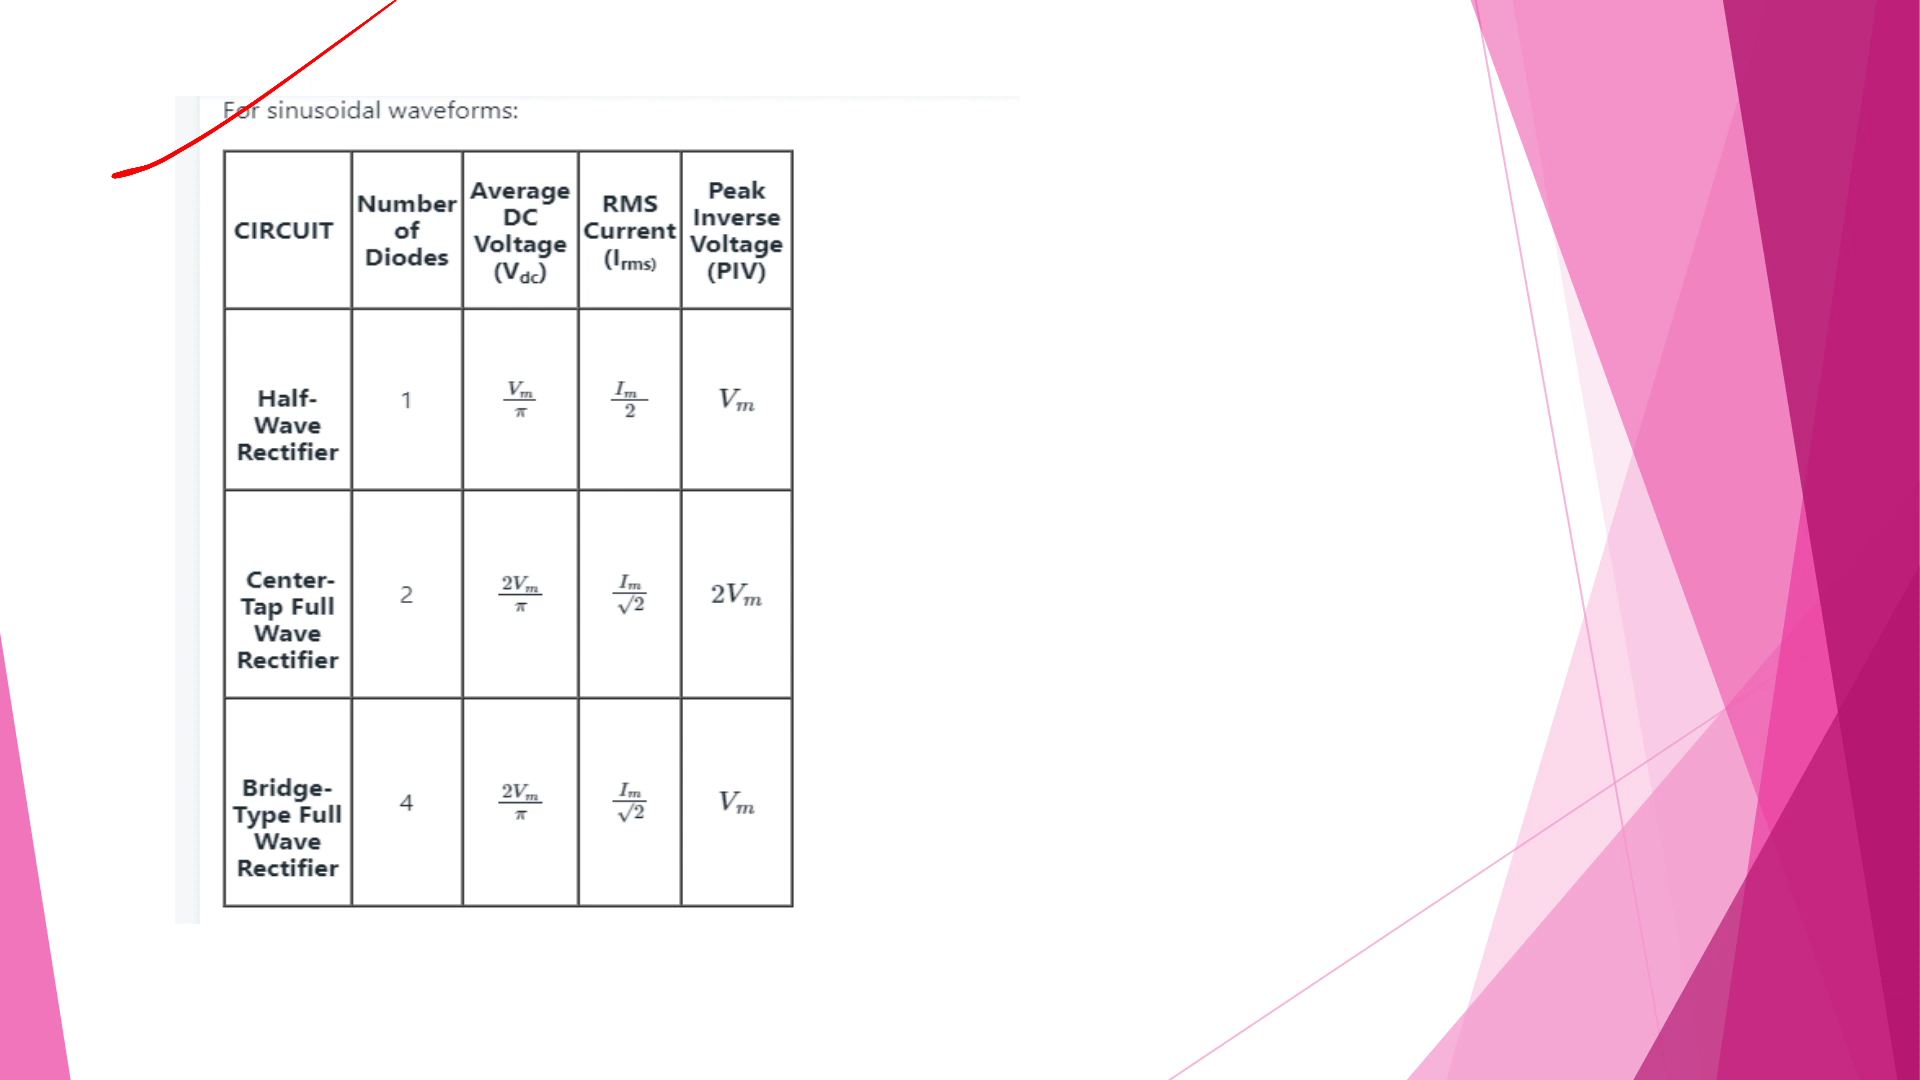 For sinusoidal waveforms:
CIRCUIT
Number
of
Diodes
Average
DC
Voltage
(Vdc)
RMS
Current
(Irms)
Peak
Inverse
Voltage
(PIV)
Half-
Wave
Rectifier
1
Vm/π
Im/2
Vm
Center-
Tap Full
Wave
Rectifier
2
2Vm/π
Im/√2
2Vm
Bridge-
Type Full
Wave
Rectifier
4
2Vm/π
Im/√2
Vm